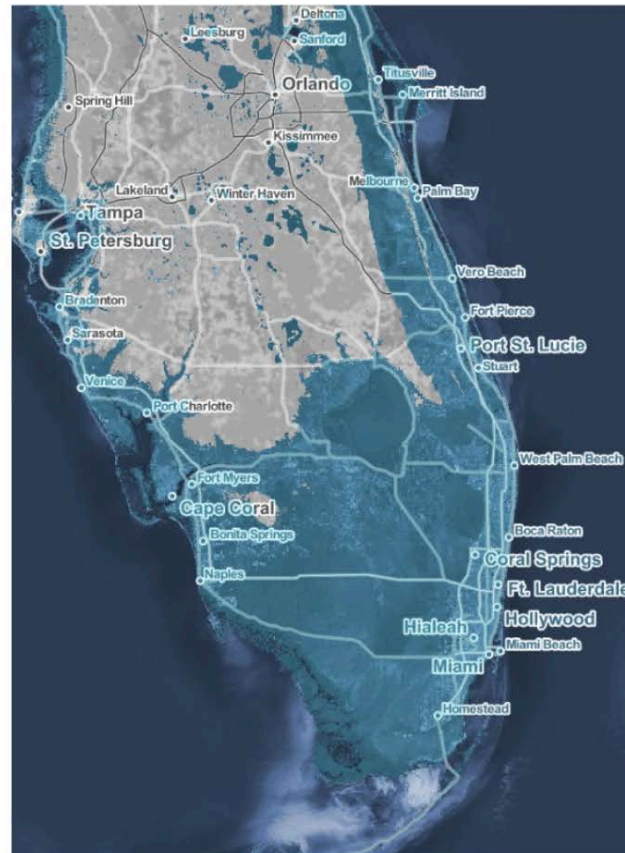 Deltona
Leesburg
Sanford
Orlando
Titusville
Merritt Island
Spring Hill
Kissimmee
Lakeland
Winter Haven
Melbourne
Palm Bay
Tampa
St. Petersburg
Vero Beach
Bradenton
Fort Pierce
Sarasota
Port St. Lucie
Stuart
Venice
Port Charlotte
West Palm Beach
Fort Myers
Cape Coral
Boca Raton
Bonita Springs
Coral Springs
Naples
Ft. Lauderdale
Hollywood
Hialeah
Miami Beach
Miami
Homestead